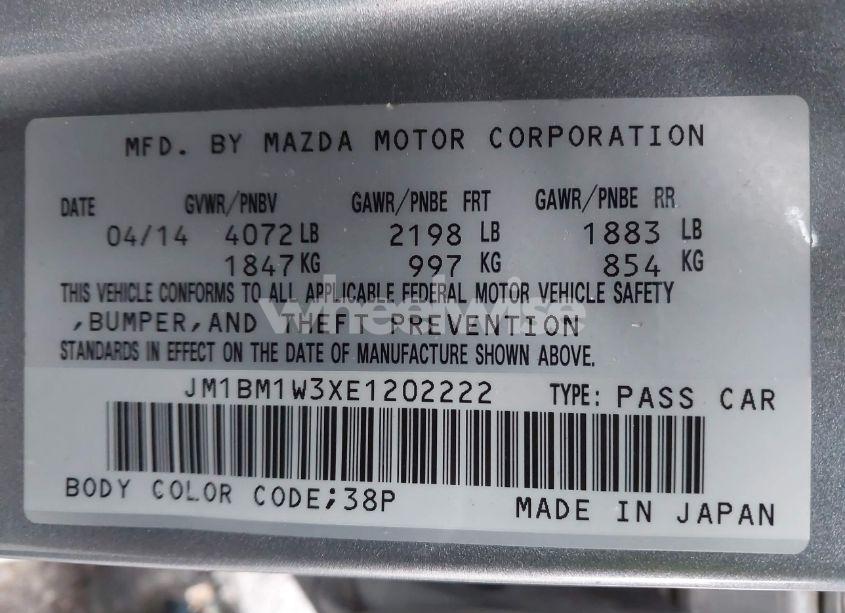 MFD. BY MAZDA MOTOR CORPORATION
DATE GVWR/PNBV GAWR/PNBE FRT GAWR/PNBE RR
04/14 4072 LB 2198 LB 1883 LB
1847 KG 997 KG 854 KG
THIS VEHICLE CONFORMS TO ALL APPLICABLE FEDERAL MOTOR VEHICLE SAFETY
,BUMPER,AND THEFT PREVENTION
STANDARDS IN EFFECT ON THE DATE OF MANUFACTURE SHOWN ABOVE.
wheelwise
JM1BM1W3XE1202222 TYPE: PASS CAR
BODY COLOR CODE;38P MADE IN JAPAN